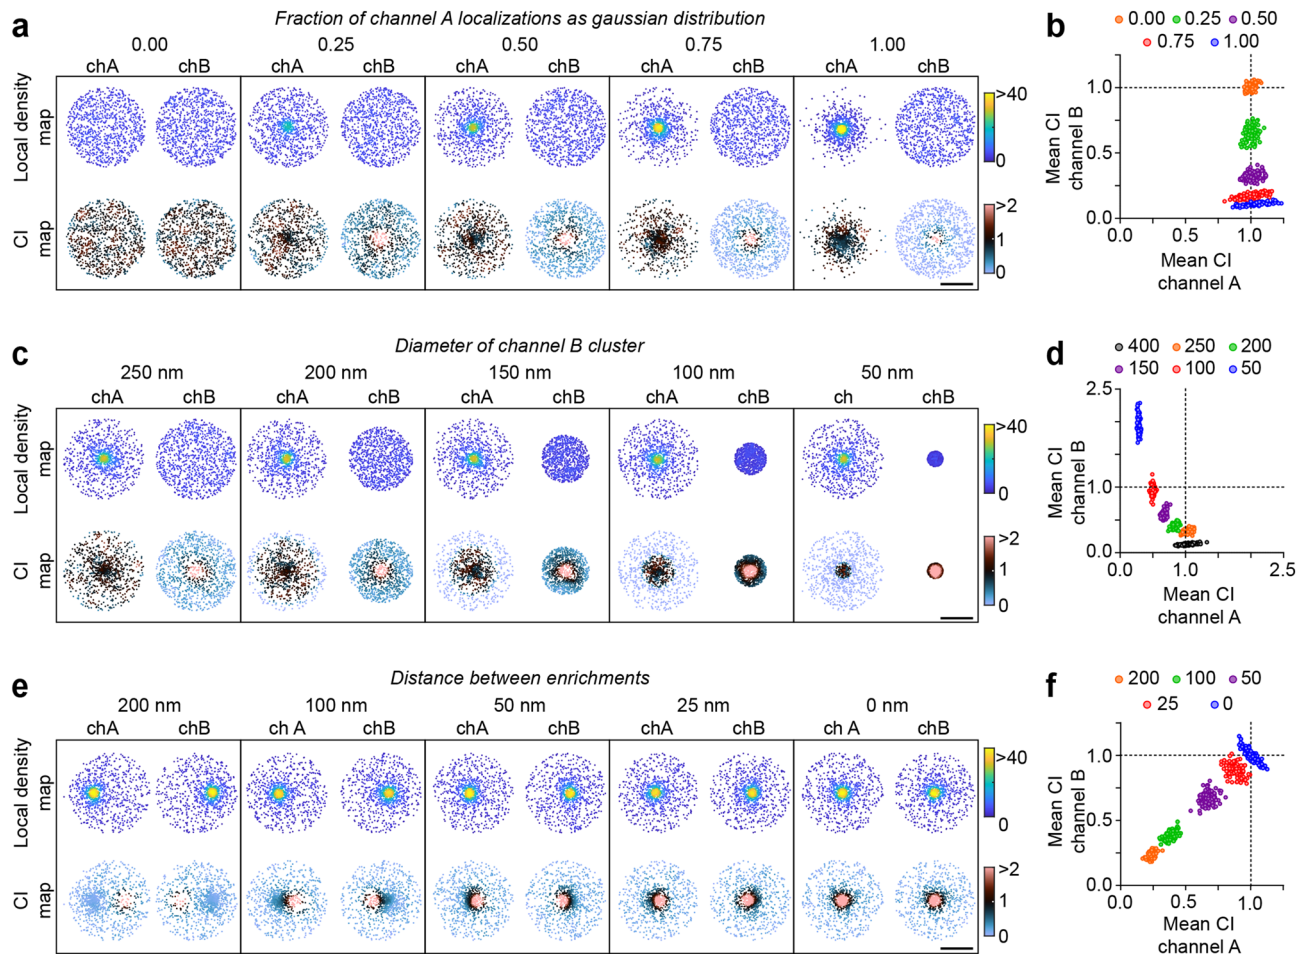 a
Fraction of channel A localizations as gaussian distribution
0.00 0.25 0.50 0.75 1.00
chA chB chA chB chA chB chA chB chA chB
Local density
map
>40
0
CI
map
>2
1
0
b
0.00 0.25 0.50
0.75 1.00
Mean CI
channel B
1.0
0.5
0.0
0.0 0.5 1.0
Mean CI
channel A
c
Diameter of channel B cluster
250 nm 200 nm 150 nm 100 nm 50 nm
chA chB chA chB chA chB chA chB ch chB
Local density
map
>40
0
CI
map
>2
1
0
d
400 250 200
150 100 50
Mean CI
channel B
2.5
1.0
0.0
0.0 1.0 2.5
Mean CI
channel A
e
Distance between enrichments
200 nm 100 nm 50 nm 25 nm 0 nm
chA chB ch A chB chA chB chA chB ch A chB
Local density
map
>40
0
CI
map
>2
1
0
f
200 100 50
25 0
Mean CI
channel B
1.0
0.5
0.0
0.0 0.5 1.0
Mean CI
channel A